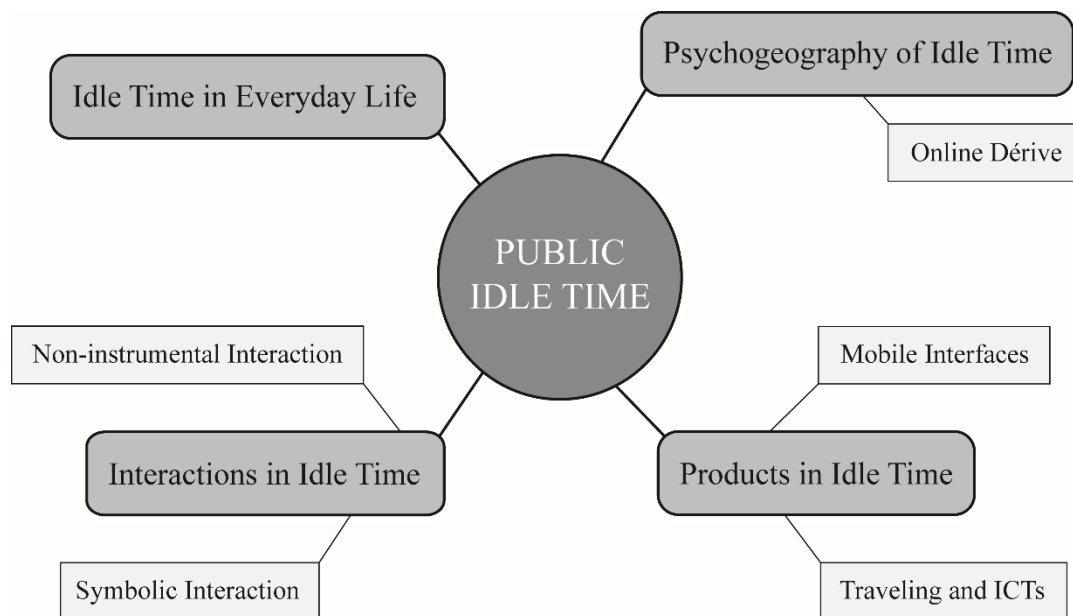 Psychogeography of Idle Time
Idle Time in Everyday Life
Online Dérive
PUBLIC
IDLE TIME
Non-instrumental Interaction
Mobile Interfaces
Interactions in Idle Time
Products in Idle Time
Symbolic Interaction
Traveling and ICTs